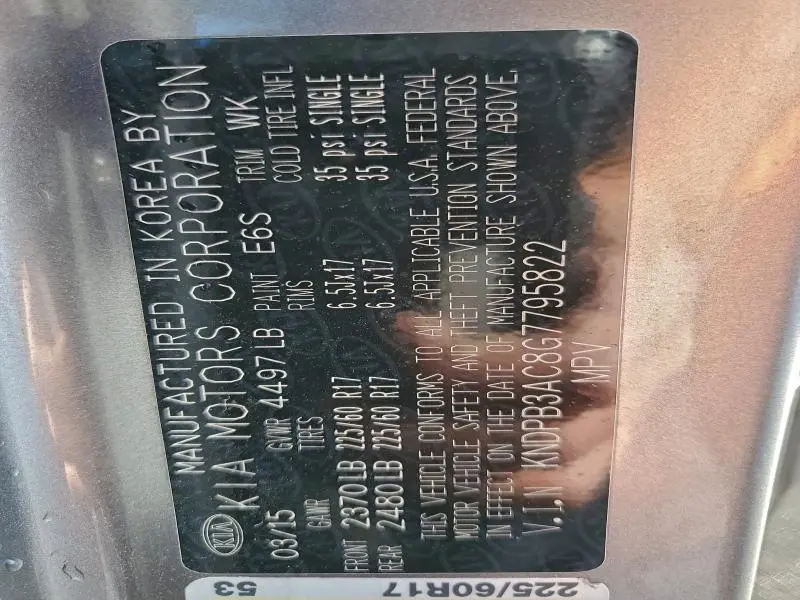 MANUFACTURED IN KOREA BY
KIA KIA MOTORS CORPORATION
03/15 GVWR 4497LB PAINT E6S TRIM WK
GAWR TIRES RIMS COLD TIRE INFL
FRONT 2370LB 225/60 R17 6.5Jx17 35 psi SINGLE
REAR 2480LB 225/60 R17 6.5Jx17 35 psi SINGLE
THIS VEHICLE CONFORMS TO ALL APPLICABLE U.S.A. FEDERAL
MOTOR VEHICLE SAFETY AND THEFT PREVENTION STANDARDS
IN EFFECT ON THE DATE OF MANUFACTURE SHOWN ABOVE.
V.I.N KNDPB3AC8G7795822
MPV
53
225/60R17